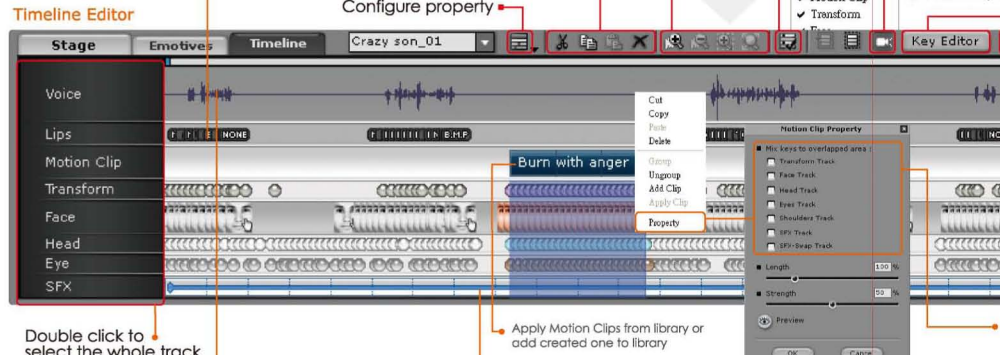 Timeline Editor
Configure property
Transform
Stage
Emotives
Timeline
Crazy son_01
Key Editor
Voice
Lips
NONE
B.M.P
Motion Clip
Burn with anger
Transform
Face
Head
Eye
SFX
Cut
Copy
Paste
Delete
Group
Ungroup
Add Clip
Apply Clip
Property
Motion Clip Property
Mix keys to overlapped area :
Transform Track
Face Track
Head Track
Eyes Track
Shoulders Track
SFX Track
SFX-Swap Track
Length
100 %
Strength
50 %
Preview
OK
Cancel
Double click to
select the whole track
Apply Motion Clips from library or
add created one to library